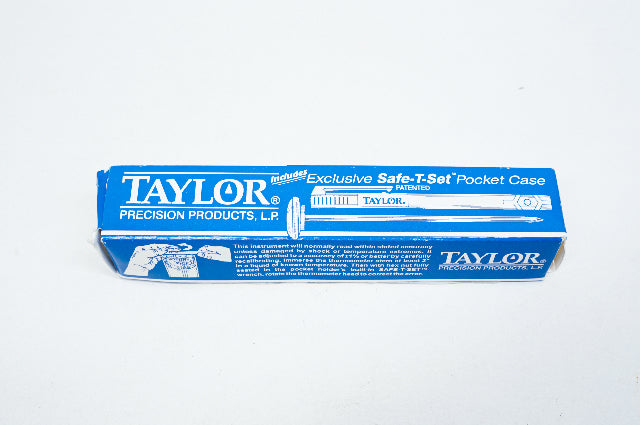 TAYLOR®
PRECISION PRODUCTS, L.P.
Includes
Exclusive Safe-T-Set™ Pocket Case
PATENTED
TAYLOR®
This instrument will normally read within stated accuracy
unless damaged by shock or temperature extremes. It
can be adjusted to a accuracy of ±1% or better by carefully
recalibrating. Immerse the thermometer stem at least 2"
in a liquid of known temperature. Then with hex nut fully
seated in the pocket holder's built-in SAFE-T-SET™
wrench, rotate the thermometer head to correct the error.
TAYLOR®
PRECISION PRODUCTS, L.P.